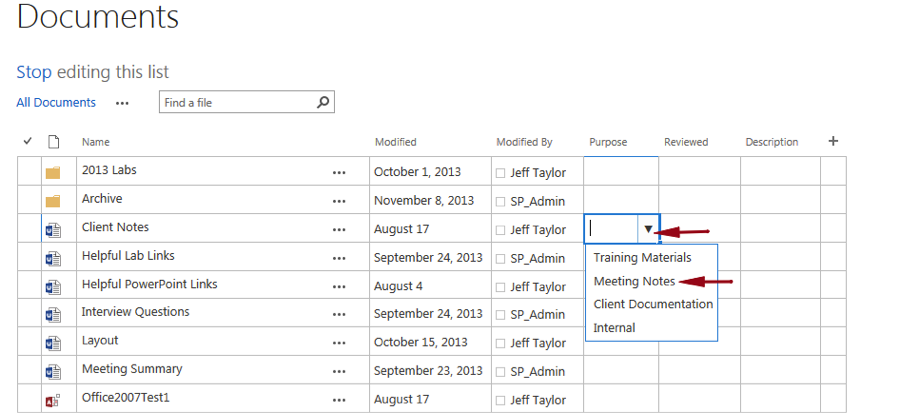 Documents
Stop editing this list
All Documents ••• Find a file
Name Modified Modified By Purpose Reviewed Description +
2013 Labs ••• October 1, 2013 Jeff Taylor
Archive ••• November 8, 2013 SP_Admin
Client Notes ••• August 17 Jeff Taylor
Helpful Lab Links ••• September 24, 2013 SP_Admin Training Materials
Helpful PowerPoint Links ••• August 4 Jeff Taylor Meeting Notes
Interview Questions ••• September 24, 2013 SP_Admin Client Documentation
Layout ••• October 15, 2013 Jeff Taylor Internal
Meeting Summary ••• September 23, 2013 SP_Admin
Office2007Test1 ••• August 17 Jeff Taylor